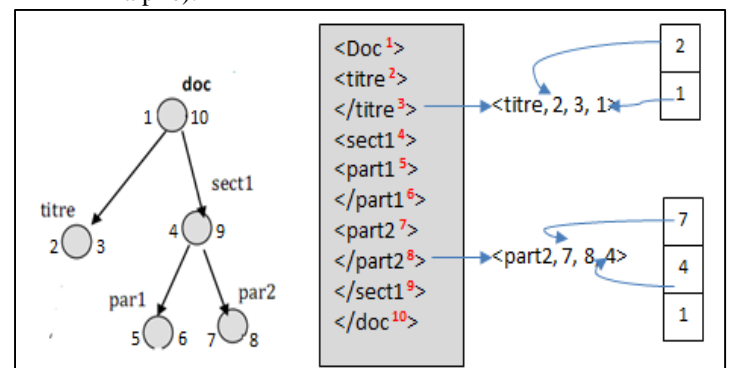 doc
1 10
sect1
titre
2 3
4 9
par1
par2
5 6
7 8
<Doc 1>
<titre 2>
</titre 3>
<sect1 4>
<part1 5>
</part1 6>
<part2 7>
</part2 8>
</sect1 9>
</doc 10>
<titre, 2, 3, 1>
2
1
<part2, 7, 8, 4>
7
4
1